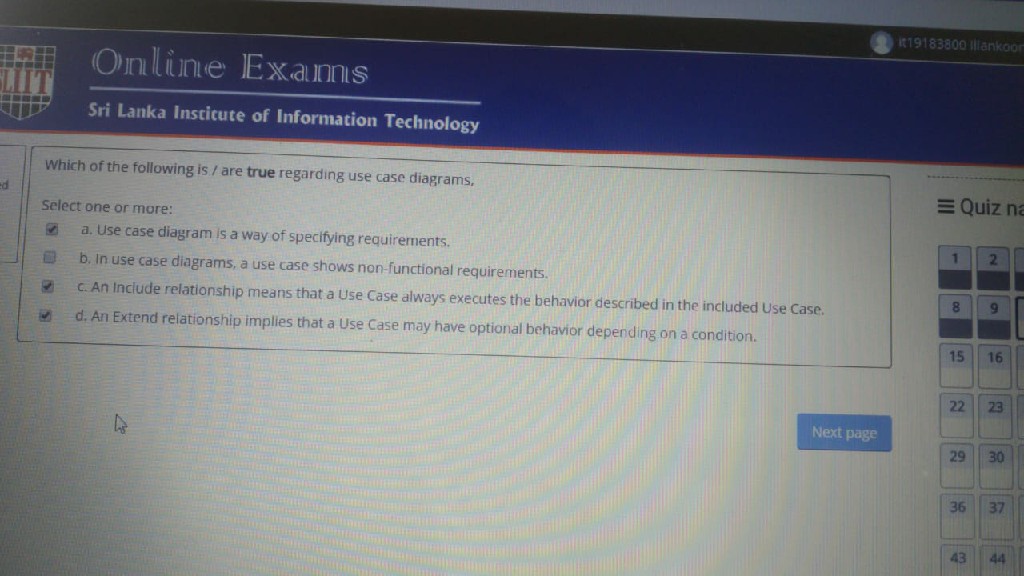 it19183800
SLIIT
Online Exams
Sri Lanka Institute of Information Technology
Which of the following is / are true regarding use case diagrams,
Select one or more:
a. Use case diagram is a way of specifying requirements.
b. In use case diagrams, a use case shows non-functional requirements.
c. An Include relationship means that a Use Case always executes the behavior described in the included Use Case.
d. An Extend relationship implies that a Use Case may have optional behavior depending on a condition.
Next page
Quiz na
1 2
8 9
15 16
22 23
29 30
36 37
43 44